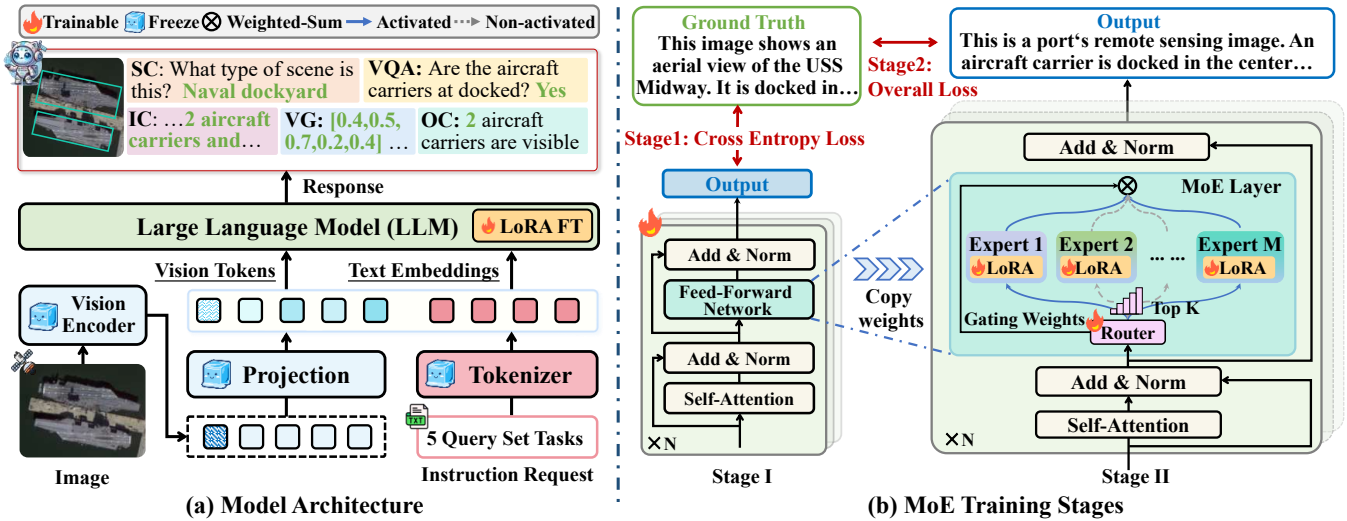 Trainable Freeze Weighted-Sum Activated Non-activated
SC: What type of scene is
this? Naval dockyard
VQA: Are the aircraft
carriers at docked? Yes
IC: …2 aircraft
carriers and…
VG: [0.4,0.5,
0.7,0.2,0.4] …
OC: 2 aircraft
carriers are visible
Response
Large Language Model (LLM)
LoRA FT
Vision Tokens
Text Embeddings
Vision
Encoder
Projection
Tokenizer
TXT
5 Query Set Tasks
Image
Instruction Request
(a) Model Architecture
Ground Truth
This image shows an
aerial view of the USS
Midway. It is docked in…
Stage2:
Overall Loss
Output
This is a port‘s remote sensing image. An
aircraft carrier is docked in the center…
Stage1: Cross Entropy Loss
Output
Add & Norm
Feed-Forward
Network
Add & Norm
Self-Attention
×N
Stage I
Copy
weights
Add & Norm
MoE Layer
Expert 1
LoRA
Expert 2
LoRA
... ...
Expert M
LoRA
Top K
Gating Weights
Router
Add & Norm
Self-Attention
×N
Stage II
(b) MoE Training Stages